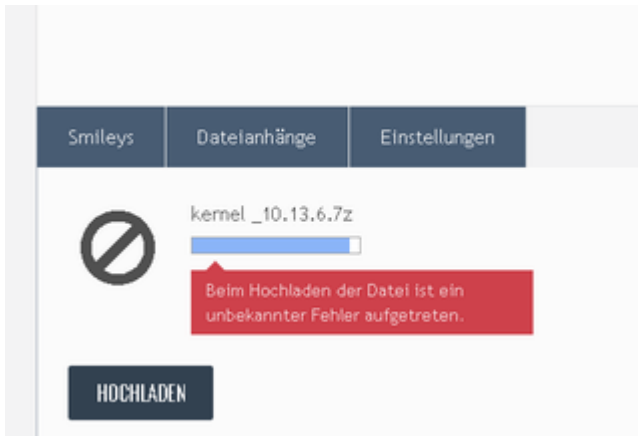 Smileys Dateianhänge Einstellungen
kernel _10.13.6.7z
Beim Hochladen der Datei ist ein
unbekannter Fehler aufgetreten.
HOCHLADEN